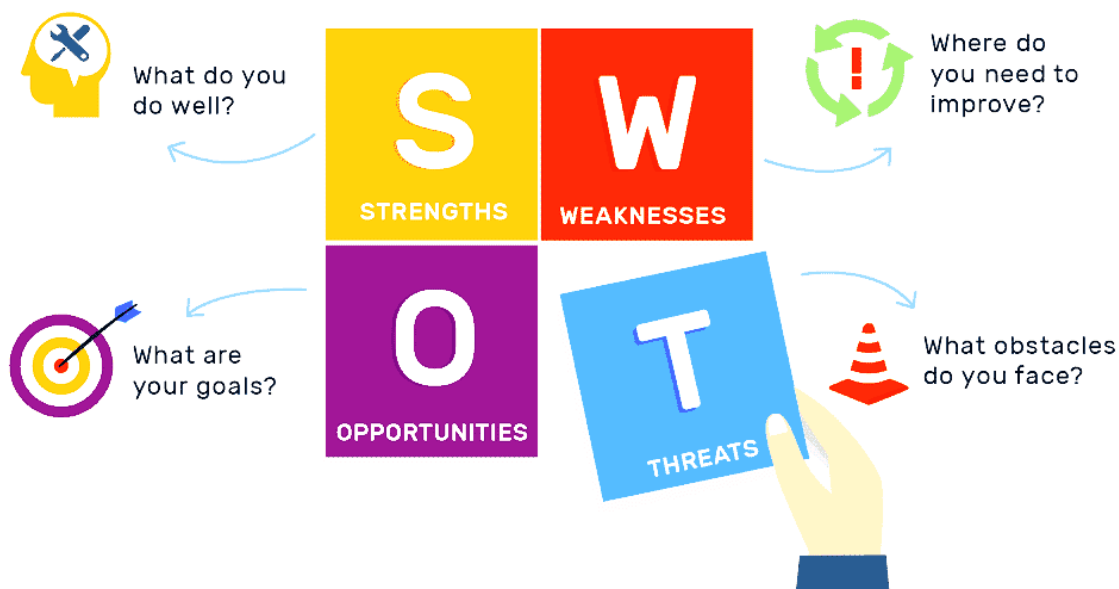 What do you
do well?
S
STRENGTHS
W
WEAKNESSES
Where do
you need to
improve?
What are
your goals?
O
OPPORTUNITIES
T
THREATS
What obstacles
do you face?